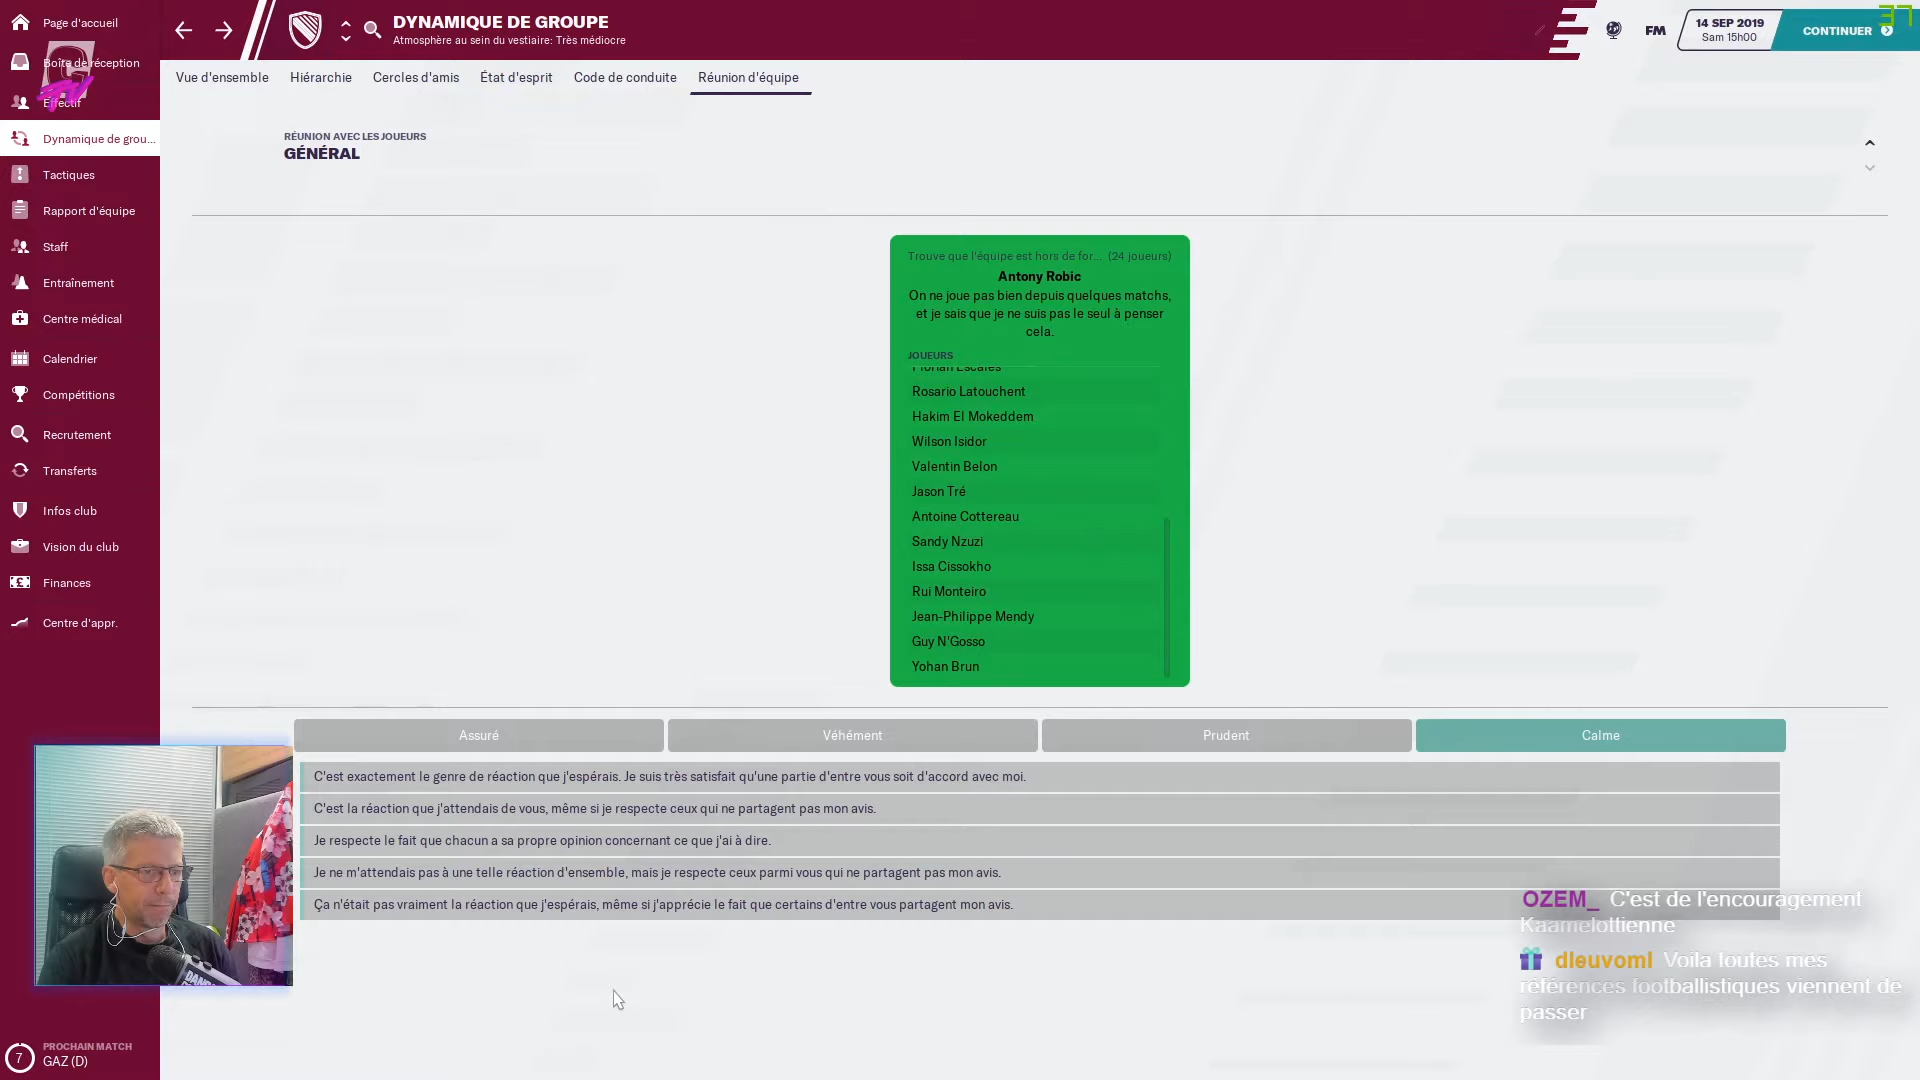 Page d'accueil
Boîte de réception
Effectif
Dynamique de grou...
Tactiques
Rapport d'équipe
Staff
Entraînement
Centre médical
Calendrier
Compétitions
Recrutement
Transferts
Infos club
Vision du club
Finances
Centre d'appr.
7
PROCHAIN MATCH
GAZ (D)
DYNAMIQUE DE GROUPE
Atmosphère au sein du vestiaire: Très médiocre
FM
14 SEP 2019
Sam 15h00
CONTINUER
37
Vue d'ensemble
Hiérarchie
Cercles d'amis
État d'esprit
Code de conduite
Réunion d'équipe
RÉUNION AVEC LES JOUEURS
GÉNÉRAL
Trouve que l'équipe est hors de for... (24 joueurs)
Antony Robic
On ne joue pas bien depuis quelques matchs,
et je sais que je ne suis pas le seul à penser
cela.
JOUEURS
Florian Escales
Rosario Latouchent
Hakim El Mokeddem
Wilson Isidor
Valentin Belon
Jason Tré
Antoine Cottereau
Sandy Nzuzi
Issa Cissokho
Rui Monteiro
Jean-Philippe Mendy
Guy N'Gosso
Yohan Brun
Assuré
Véhément
Prudent
Calme
C'est exactement le genre de réaction que j'espérais. Je suis très satisfait qu'une partie d'entre vous soit d'accord avec moi.
C'est la réaction que j'attendais de vous, même si je respecte ceux qui ne partagent pas mon avis.
Je respecte le fait que chacun a sa propre opinion concernant ce que j'ai à dire.
Je ne m'attendais pas à une telle réaction d'ensemble, mais je respecte ceux parmi vous qui ne partagent pas mon avis.
Ça n'était pas vraiment la réaction que j'espérais, même si j'apprécie le fait que certains d'entre vous partagent mon avis.
OZEM_ C'est de l'encouragement
Kaamelottienne
dleuvoml Voila toutes mes
références footballistiques viennent de
passer